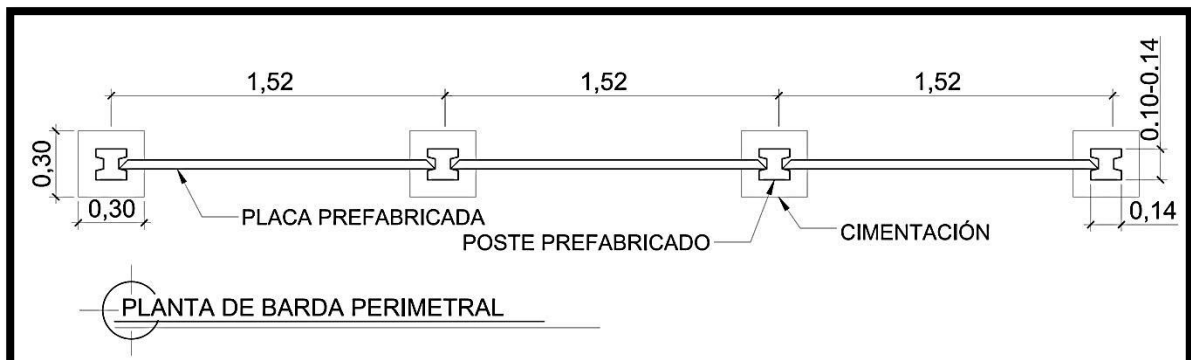 1,52
1,52
1,52
0.10-0.14
0,30
0,30
PLACA PREFABRICADA
POSTE PREFABRICADO
CIMENTACIÓN
0,14
PLANTA DE BARDA PERIMETRAL